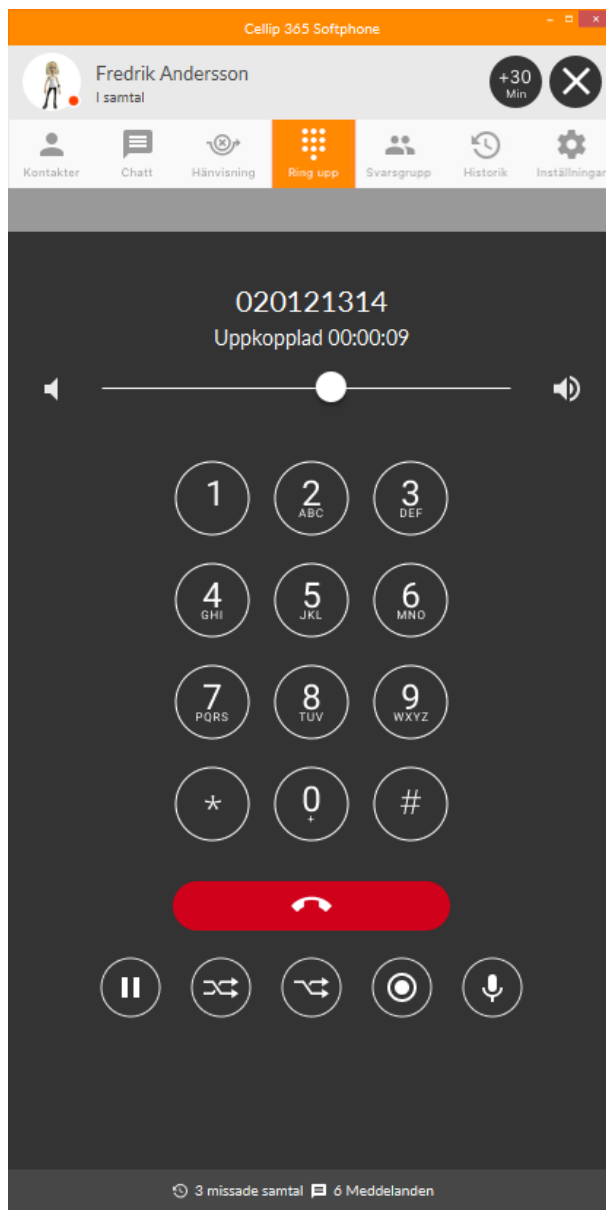 Cellip 365 Softphone
Fredrik Andersson
I samtal
+30
Min
Kontakter Chatt Hänvisning Ring upp Svarsgrupp Historik Inställningar
020121314
Uppkopplad 00:00:09
1 2 3
ABC DEF
4 5 6
GHI JKL MNO
7 8 9
PQRS TUV WXYZ
* 0 #
+
3 missade samtal 6 Meddelanden